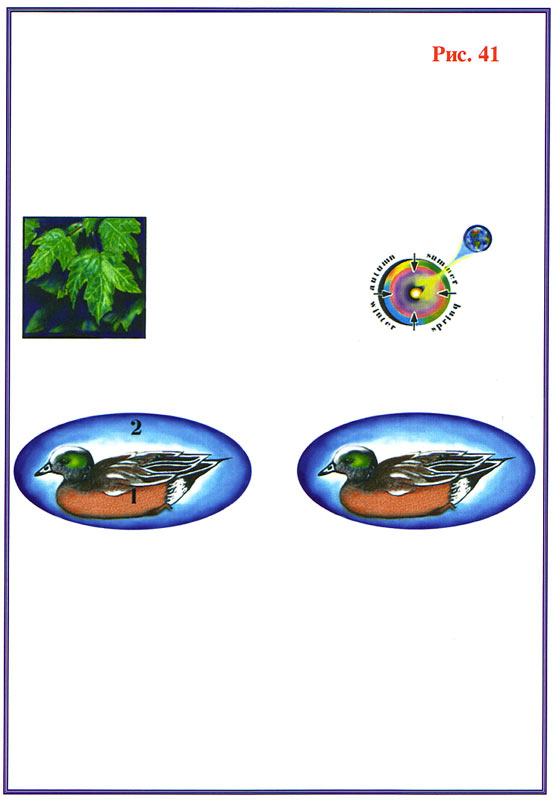 Рис. 41
autumn
summer
winter
spring
2
1